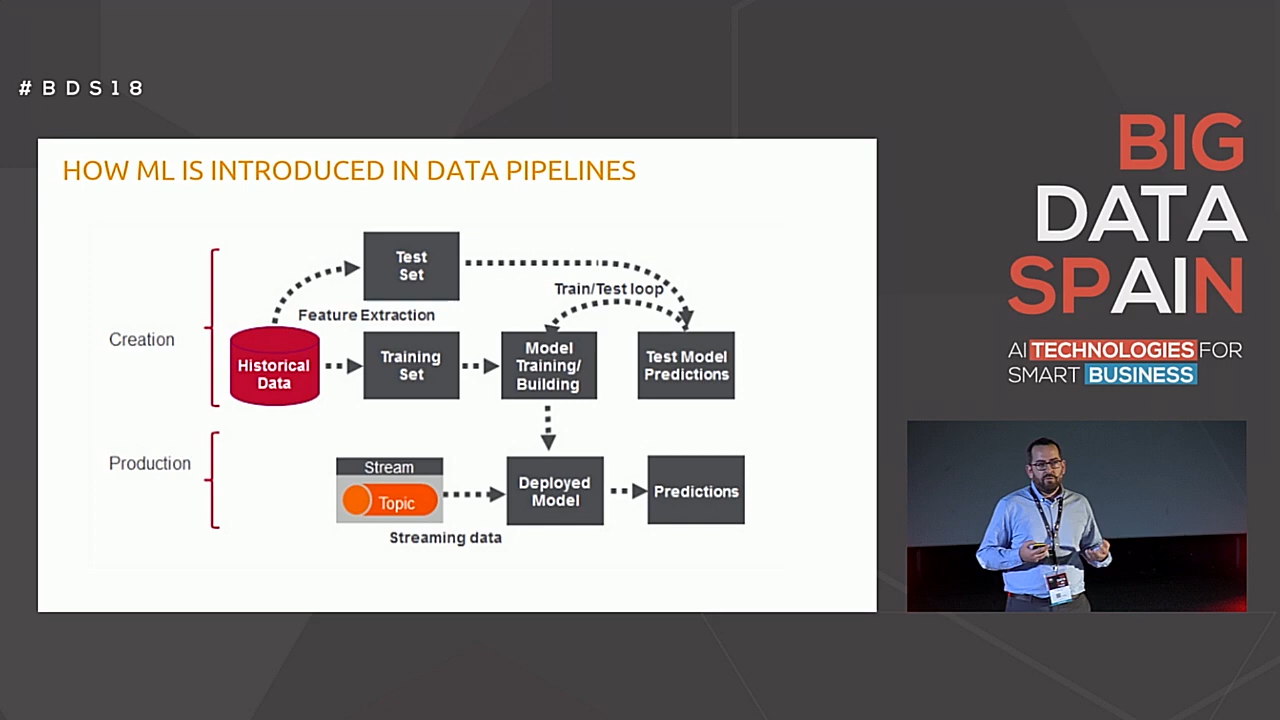 #BDS18
HOW ML IS INTRODUCED IN DATA PIPELINES
Test
Set
Train/Test loop
Feature Extraction
Creation
Historical
Data
Training
Set
Model
Training/
Building
Test Model
Predictions
Production
Stream
Topic
Streaming data
Deployed
Model
Predictions
BIG
DATA
SPAIN
AI TECHNOLOGIES FOR
SMART BUSINESS